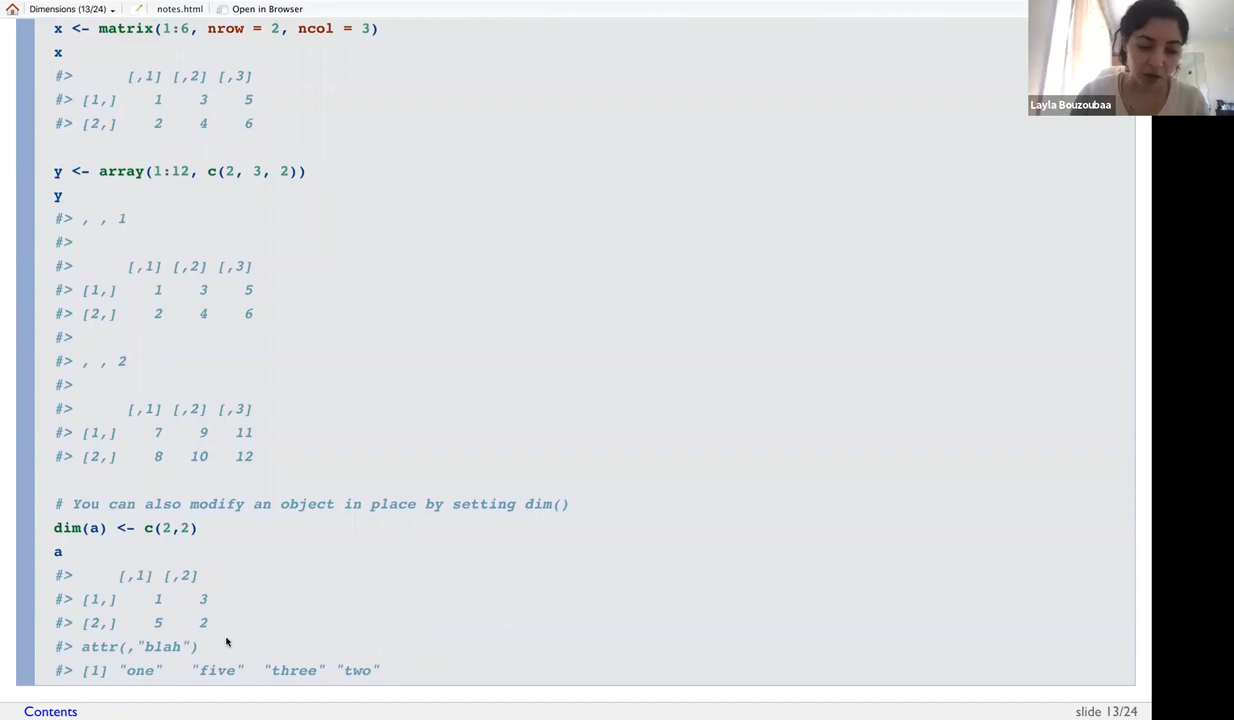 Dimensions (13/24) notes.html Open in Browser
x <- matrix(1:6, nrow = 2, ncol = 3)
x
#> [,1] [,2] [,3]
#> [1,] 1 3 5
#> [2,] 2 4 6
y <- array(1:12, c(2, 3, 2))
y
#> , , 1
#>
#> [,1] [,2] [,3]
#> [1,] 1 3 5
#> [2,] 2 4 6
#>
#> , , 2
#>
#> [,1] [,2] [,3]
#> [1,] 7 9 11
#> [2,] 8 10 12
# You can also modify an object in place by setting dim()
dim(a) <- c(2,2)
a
#> [,1] [,2]
#> [1,] 1 3
#> [2,] 5 2
#> attr(,"blah")
#> [1] "one" "five" "three" "two"
Layla Bouzoubaa
Contents slide 13/24